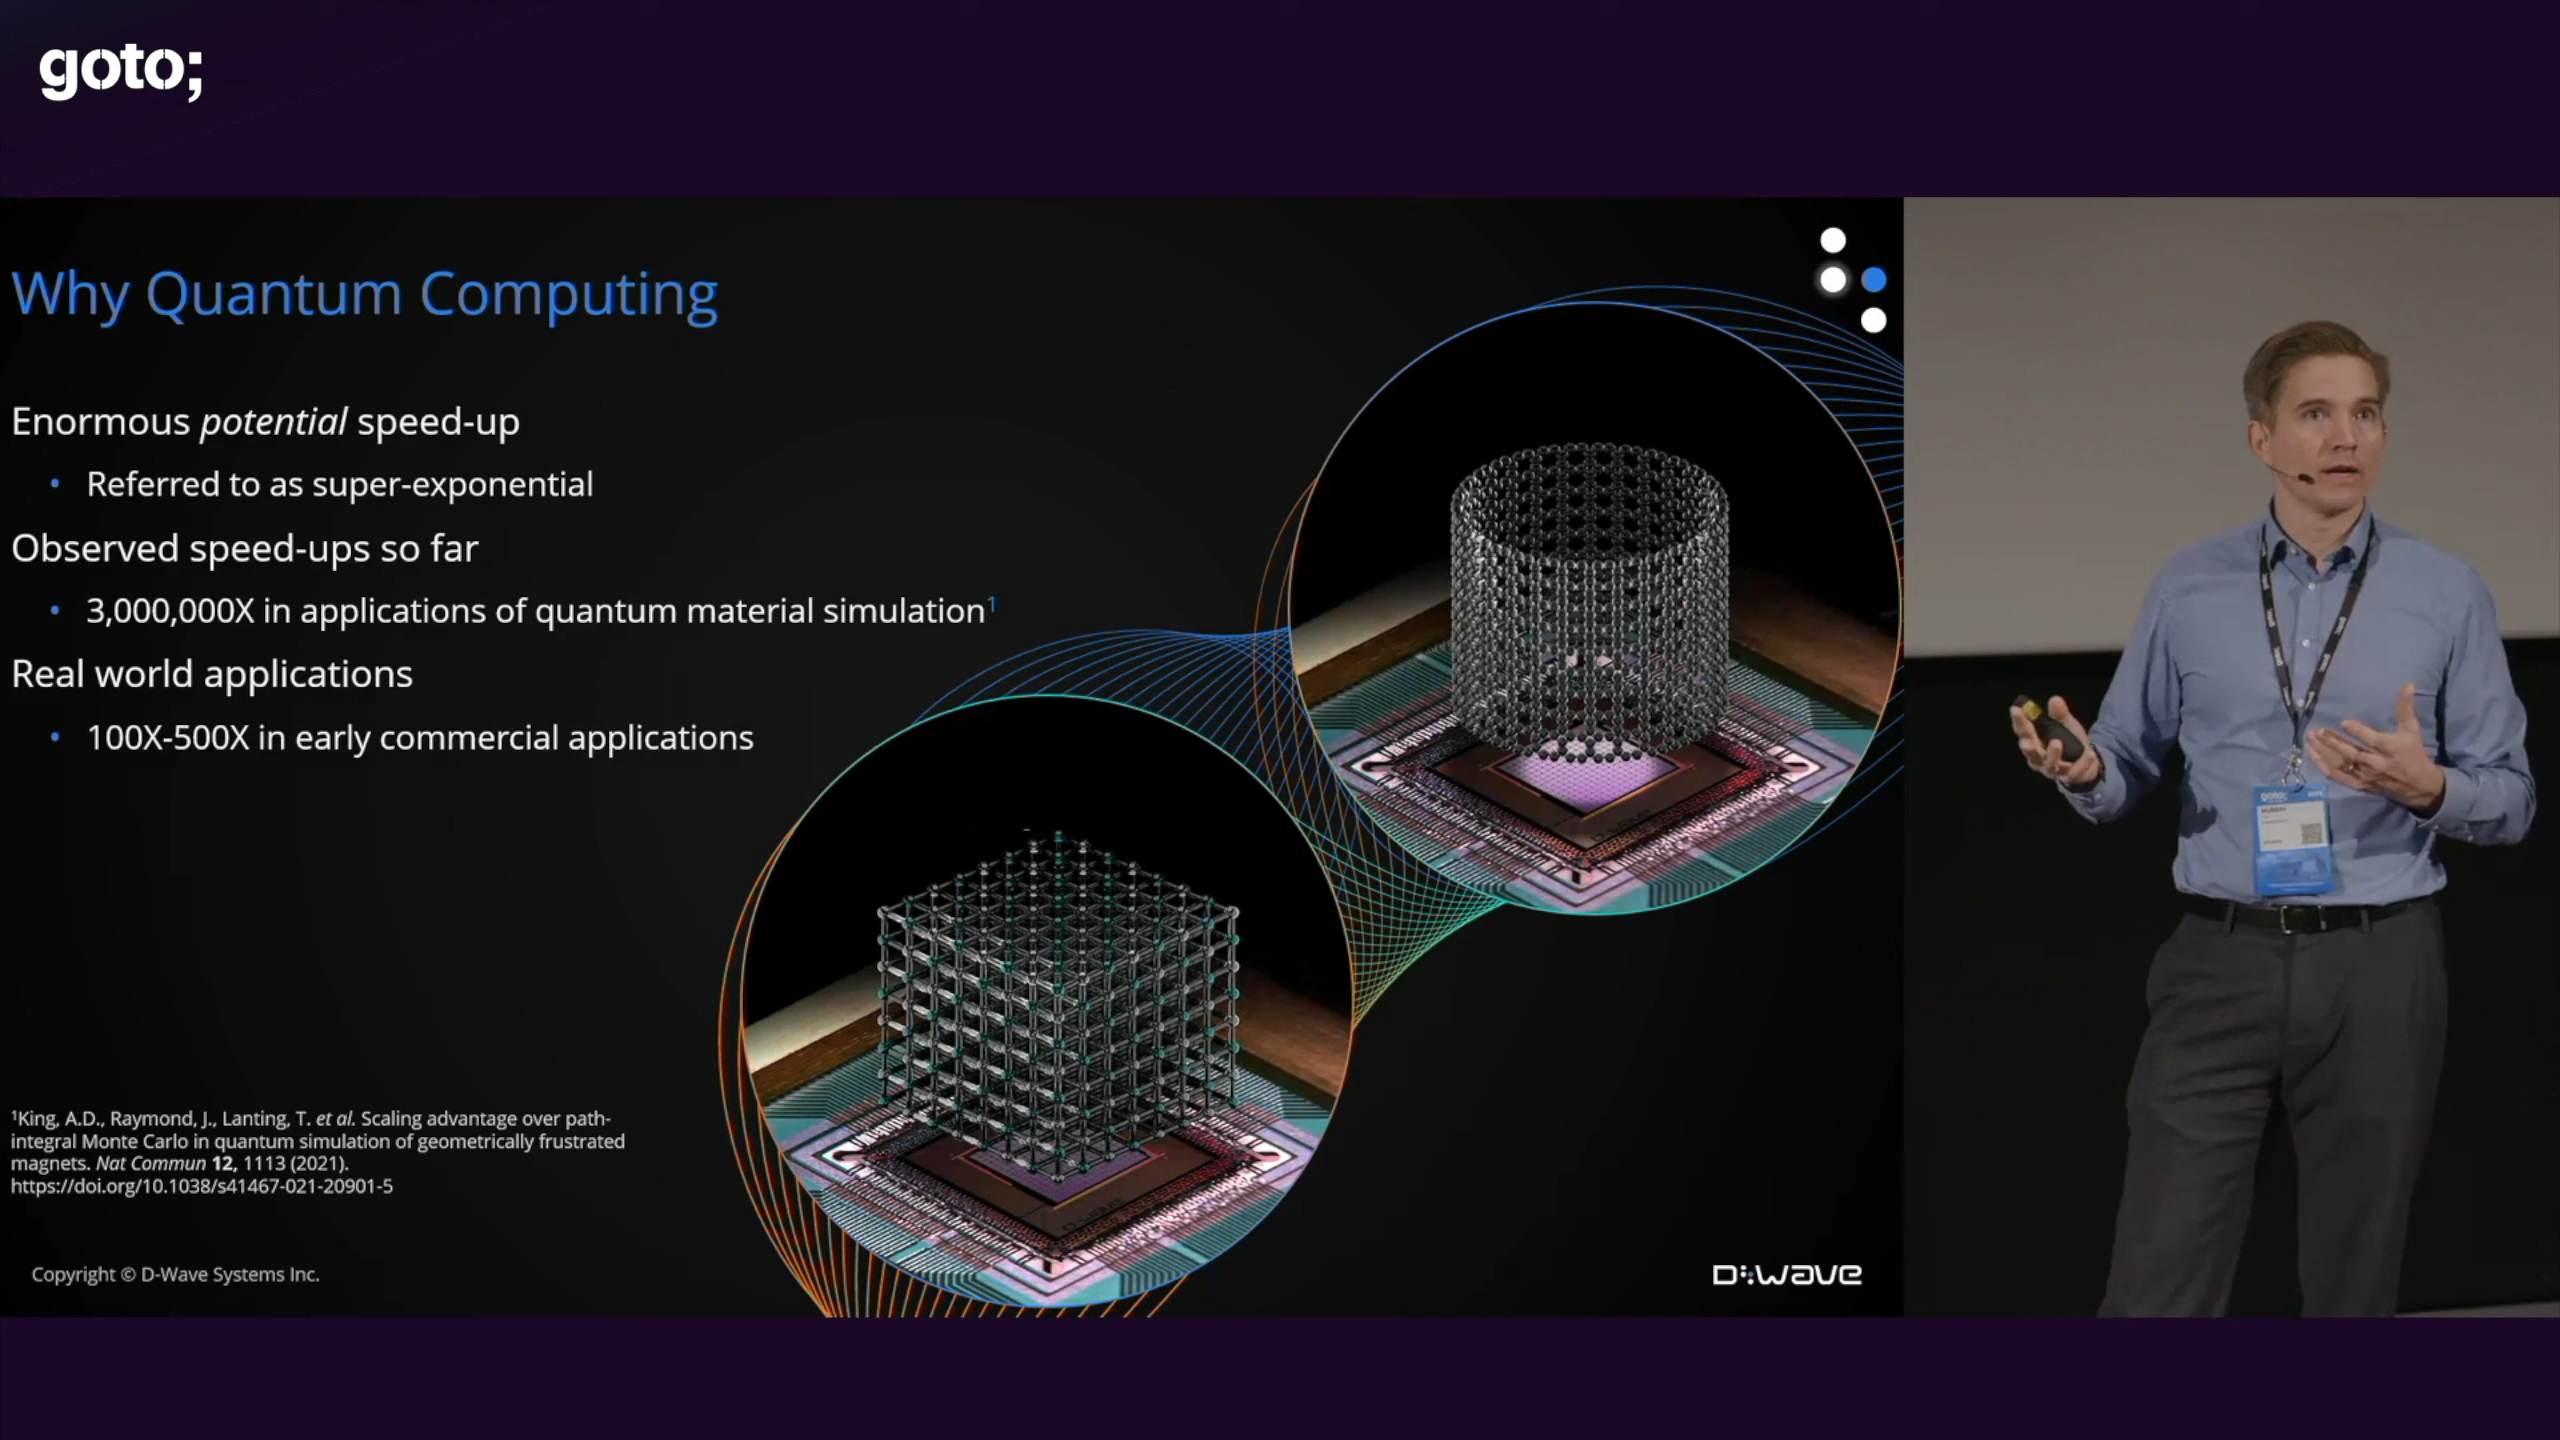 goto;
Why Quantum Computing
Enormous potential speed-up
• Referred to as super-exponential
Observed speed-ups so far
• 3,000,000X in applications of quantum material simulation¹
Real world applications
• 100X-500X in early commercial applications
¹King, A.D., Raymond, J., Lanting, T. et al. Scaling advantage over path-
integral Monte Carlo in quantum simulation of geometrically frustrated
magnets. Nat Commun 12, 1113 (2021).
https://doi.org/10.1038/s41467-021-20901-5
Copyright © D-Wave Systems Inc.
D:Wave
goto;
MURRAY